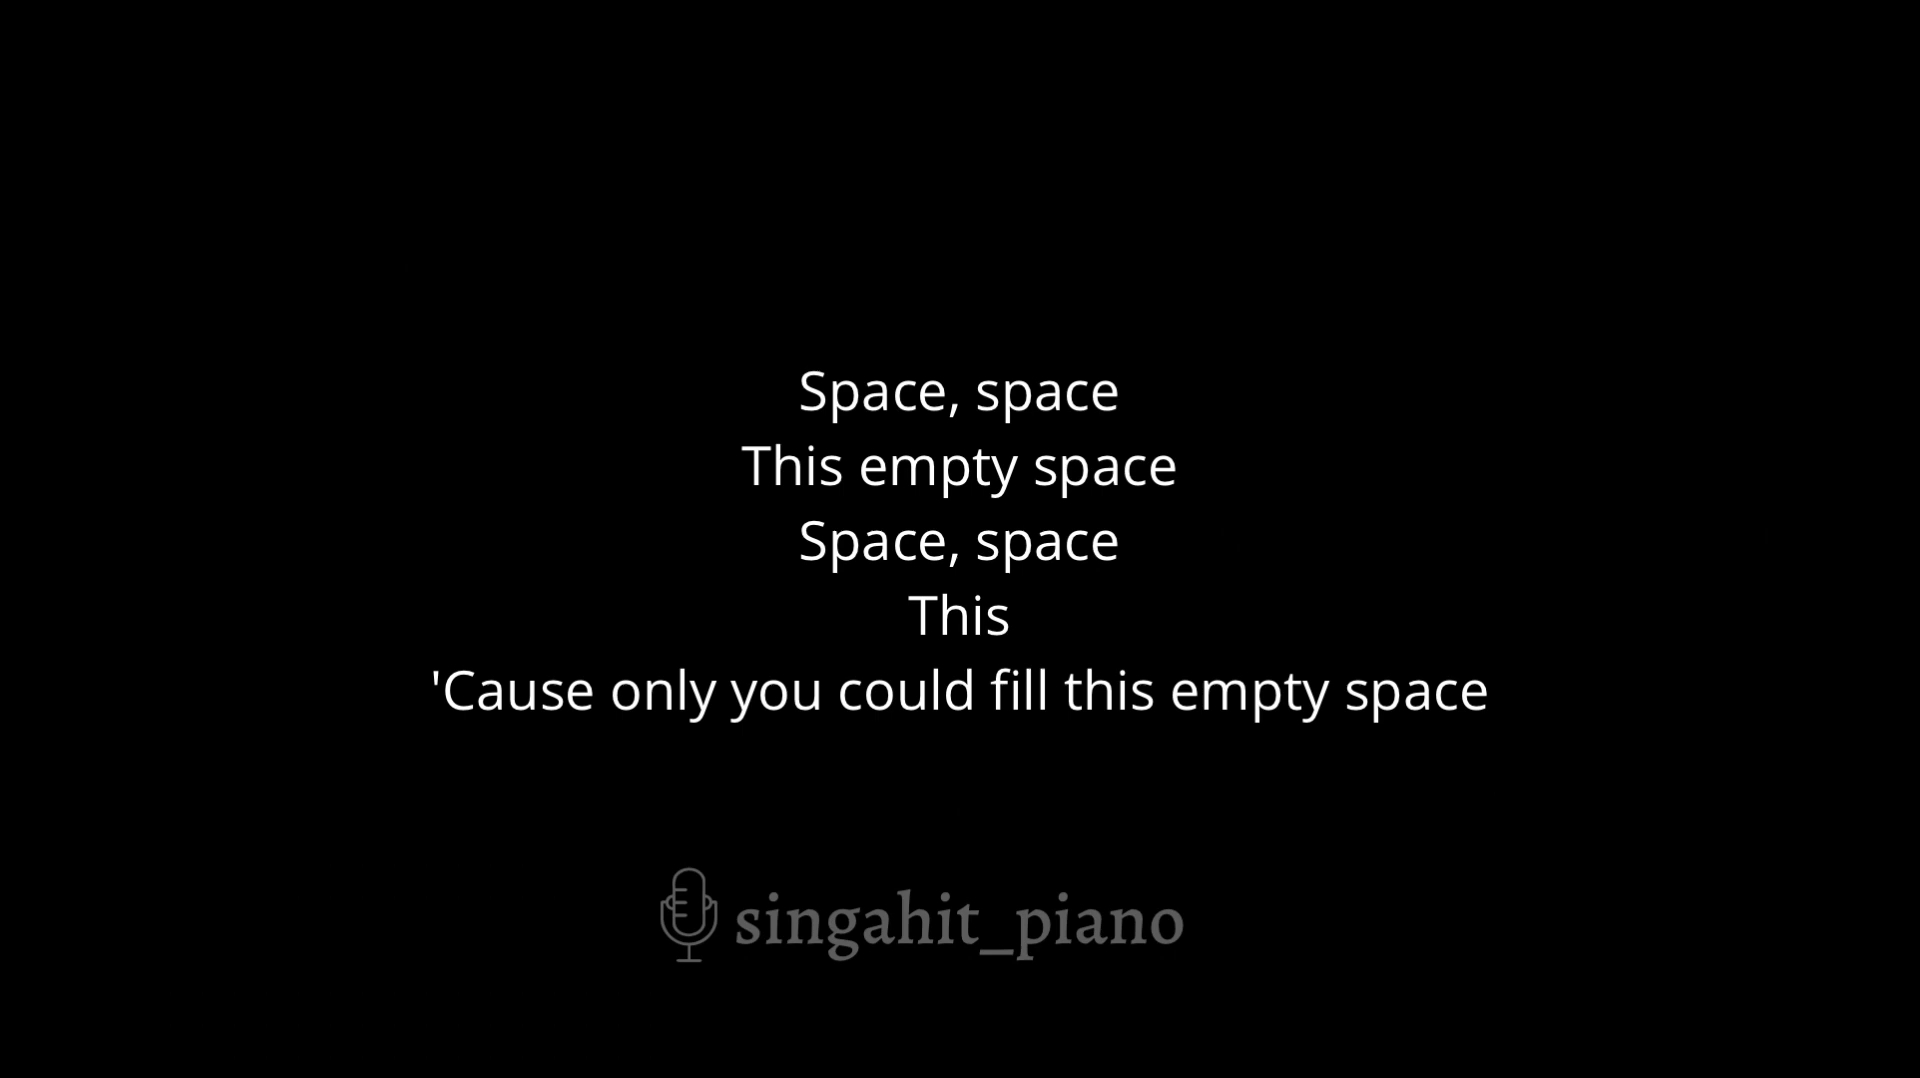 Space, space
This empty space
Space, space
This
'Cause only you could fill this empty space
singahit_piano